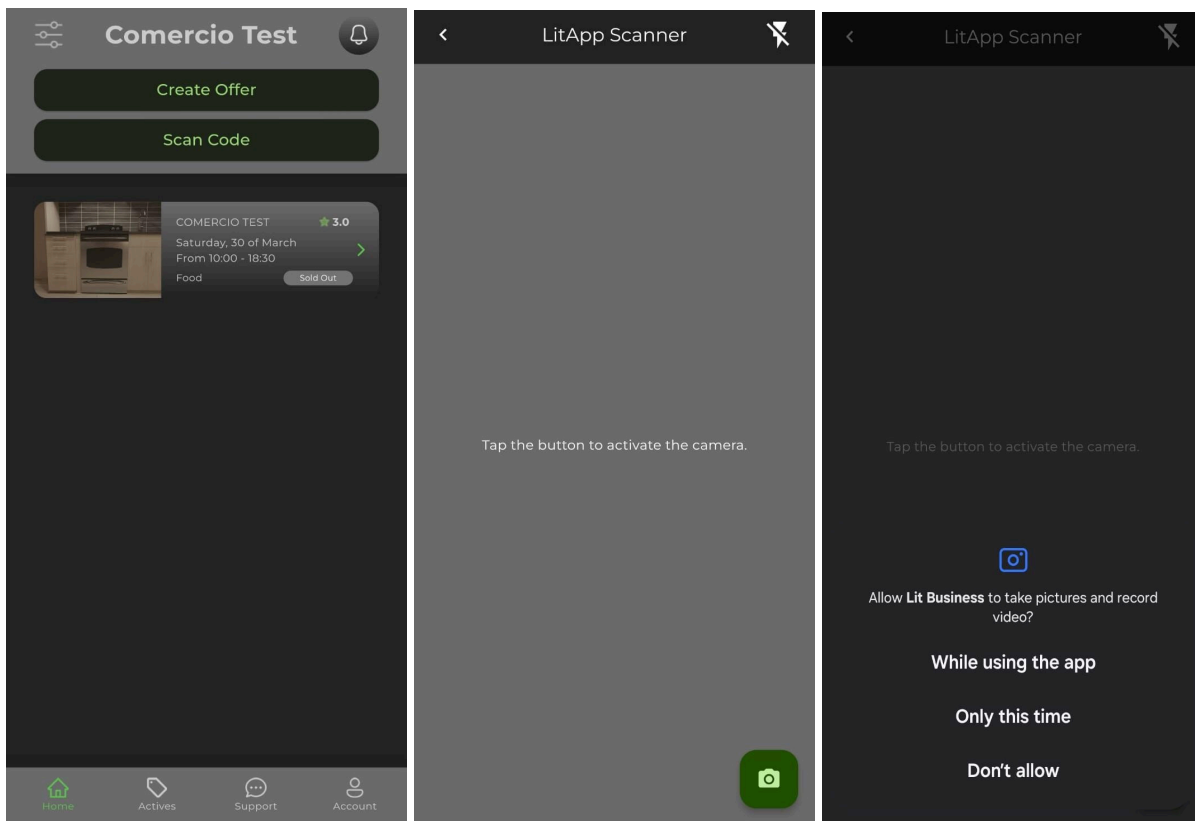 Comercio Test
Create Offer
Scan Code
COMERCIO TEST
3.0
Saturday, 30 of March
From 10:00 - 18:30
Food
Sold Out
Home
Actives
Support
Account
LitApp Scanner
Tap the button to activate the camera.
LitApp Scanner
Tap the button to activate the camera.
Allow Lit Business to take pictures and record
video?
While using the app
Only this time
Don't allow